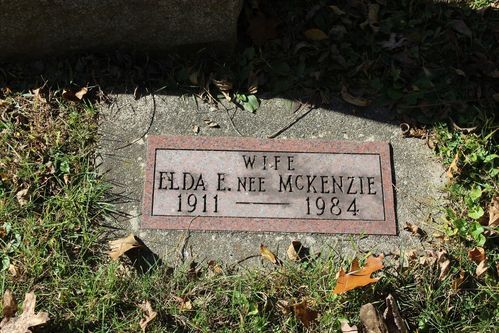 WIFE
ELDA E. NEE MCKENZIE
1911 — 1984